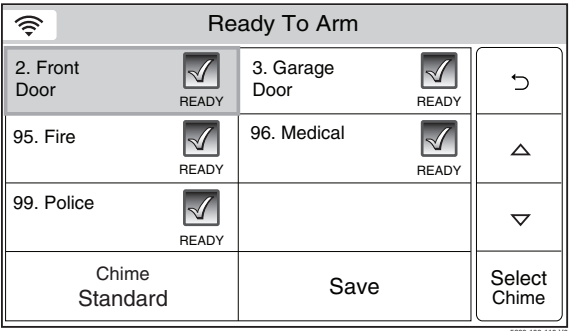 Ready To Arm
2. Front
Door
READY
3. Garage
Door
READY
95. Fire
READY
96. Medical
READY
99. Police
READY
Chime
Standard
Save
Select
Chime